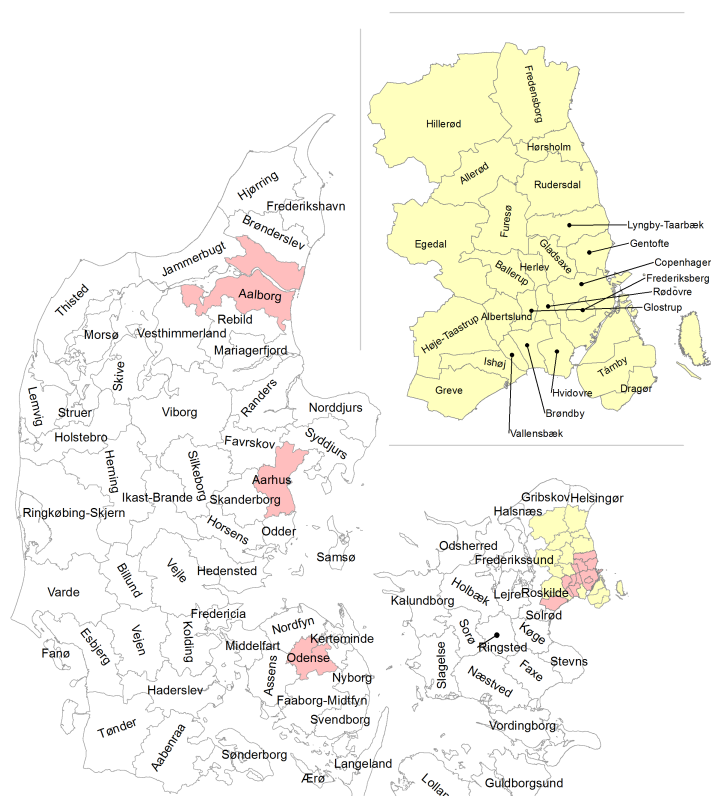 Hjørring
Frederikshavn
Brønderslev
Jammerbugt
Aalborg
Thisted
Rebild
Vesthimmerland
Morsø
Mariagerfjord
Skive
Lemvig
Struer
Viborg
Randers
Norddjurs
Holstebro
Favrskov
Syddjurs
Herning
Silkeborg
Aarhus
Ikast-Brande
Skanderborg
Ringkøbing-Skjern
Horsens
Odder
Samsø
Hedensted
Vejle
Billund
Varde
Fredericia
Nordfyn
Kerteminde
Esbjerg
Vejen
Kolding
Middelfart
Fanø
Odense
Assens
Nyborg
Haderslev
Faaborg-Midtfyn
Svendborg
Tønder
Aabenraa
Sønderborg
Langeland
Ærø
Fredensborg
Hillerød
Hørsholm
Allerød
Rudersdal
Furesø
Lyngby-Taarbæk
Egedal
Gladsaxe
Gentofte
Ballerup
Herlev
Copenhagen
Frederiksberg
Rødovre
Albertslund
Glostrup
Høje-Taastrup
Ishøj
Tårnby
Greve
Hvidovre
Dragør
Brøndby
Vallensbæk
Gribskov
Helsingør
Halsnæs
Odsherred
Frederikssund
Holbæk
Lejre
Roskilde
Kalundborg
Solrød
Sorø
Køge
Ringsted
Slagelse
Stevns
Faxe
Næstved
Vordingborg
Guldborgsund